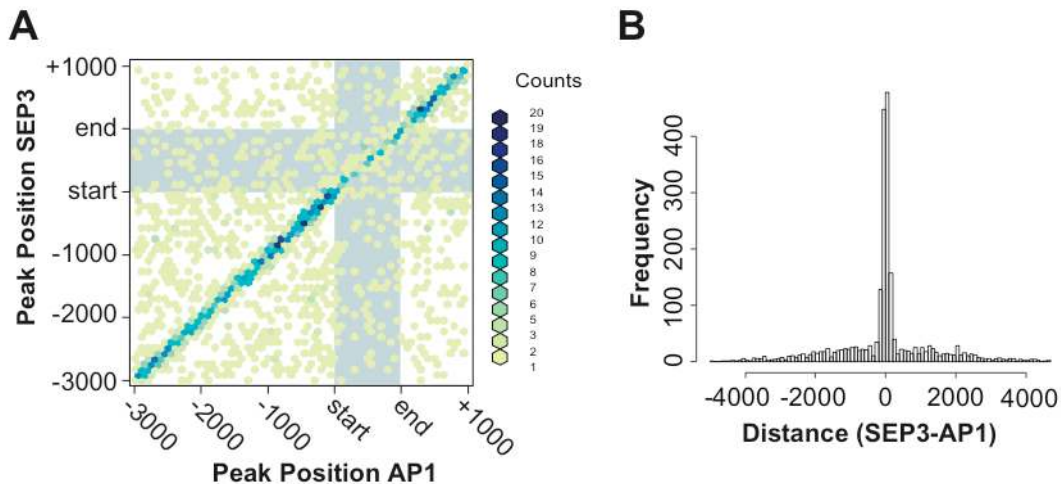 A
Peak Position SEP3
+1000
end
start
-1000
-2000
-3000
-3000
-2000
-1000
start
end
+1000
Peak Position AP1
Counts
20
19
18
16
15
14
13
12
10
9
8
7
6
5
3
2
1
B
Frequency
400
300
200
100
0
-4000 -2000 0 2000 4000
Distance (SEP3-AP1)